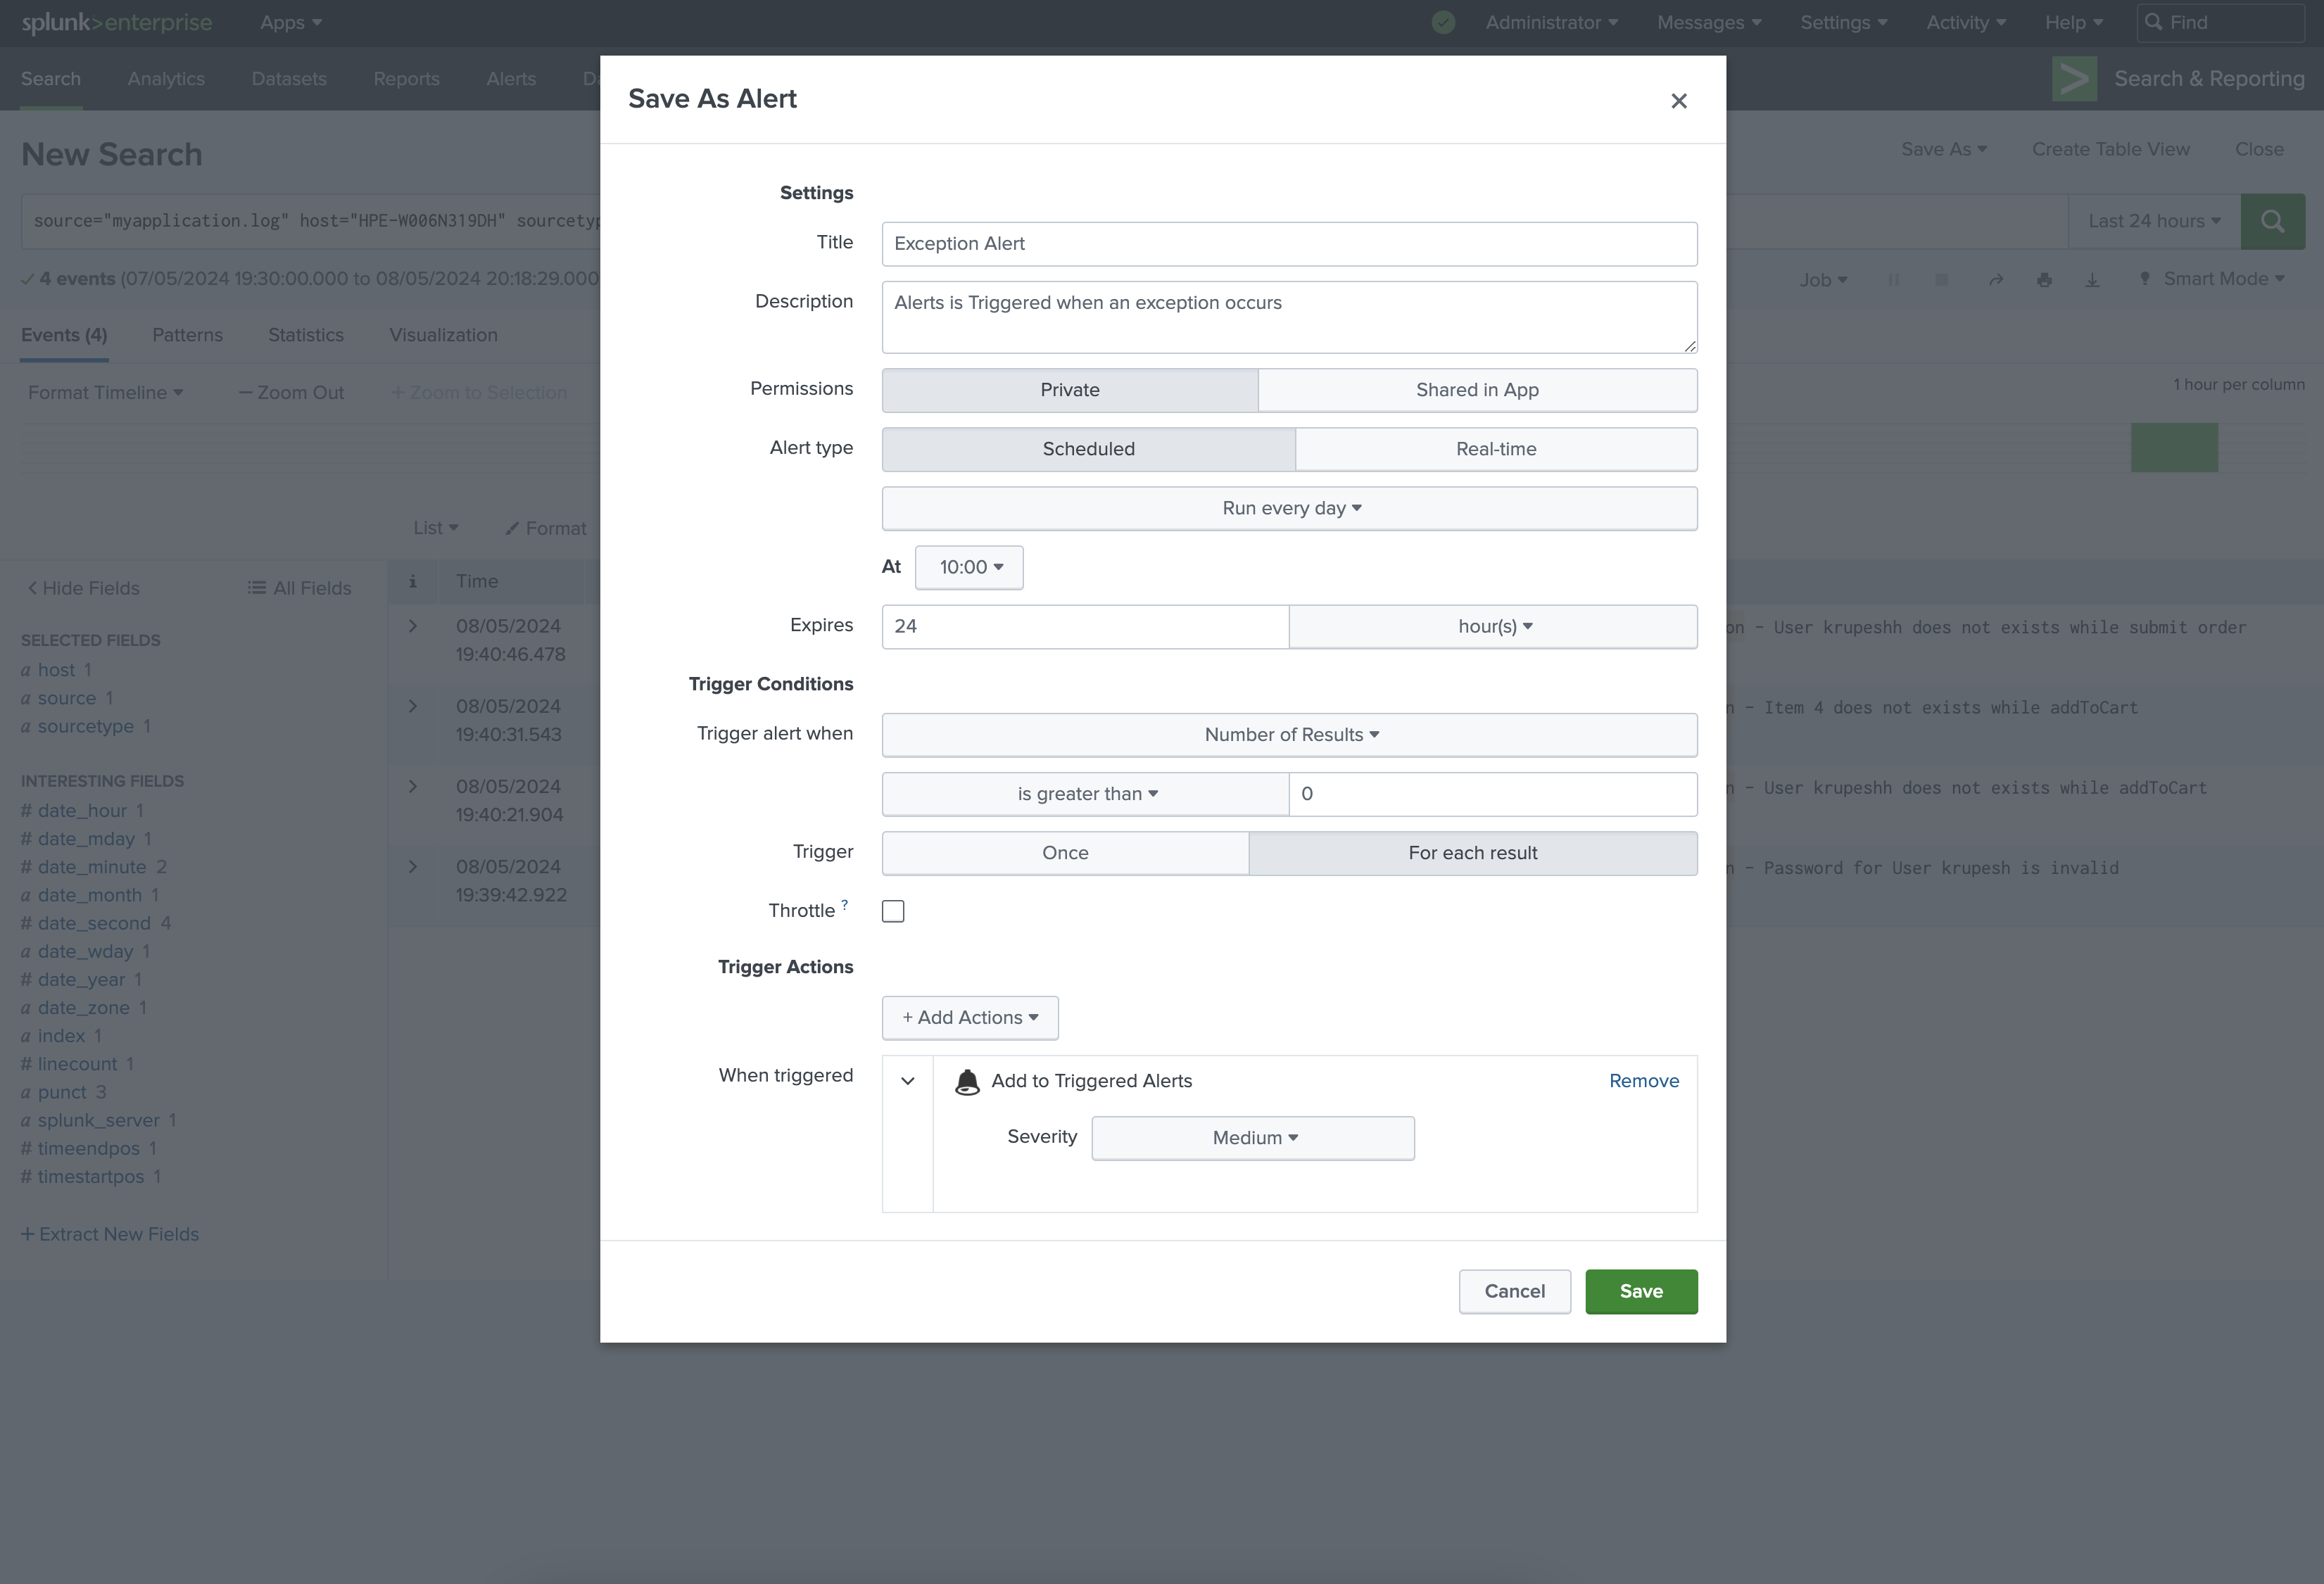 splunk>enterprise Apps Administrator Messages Settings Activity Help Find
Search Analytics Datasets Reports Alerts Search & Reporting
New Search Save As Create Table View Close
source="myapplication.log" host="HPE-W006N319DH" Last 24 hours
4 events (07/05/2024 19:30:00.000 to 08/05/2024 20:18:29.000 Job Smart Mode
Events (4) Patterns Statistics Visualization
Format Timeline — Zoom Out + Zoom to Selection 1 hour per column
List Format
< Hide Fields All Fields
i Time
SELECTED FIELDS
a host 1
a source 1
a sourcetype 1
INTERESTING FIELDS
# date_hour 1
# date_mday 1
# date_minute 2
a date_month 1
# date_second 4
a date_wday 1
# date_year 1
a date_zone 1
a index 1
# linecount 1
a punct 3
a splunk_server 1
# timeendpos 1
# timestartpos 1
+ Extract New Fields
08/05/2024
19:40:46.478
- User krupeshh does not exists while submit order
08/05/2024
19:40:31.543
- Item 4 does not exists while addToCart
08/05/2024
19:40:21.904
- User krupeshh does not exists while addToCart
08/05/2024
19:39:42.922
- Password for User krupesh is invalid
Save As Alert
Settings
Title Exception Alert
Description Alerts is Triggered when an exception occurs
Permissions Private Shared in App
Alert type Scheduled Real-time
Run every day
At 10:00
Expires 24 hour(s)
Trigger Conditions
Trigger alert when Number of Results
is greater than 0
Trigger Once For each result
Throttle ?
Trigger Actions
+ Add Actions
When triggered Add to Triggered Alerts Remove
Severity Medium
Cancel Save